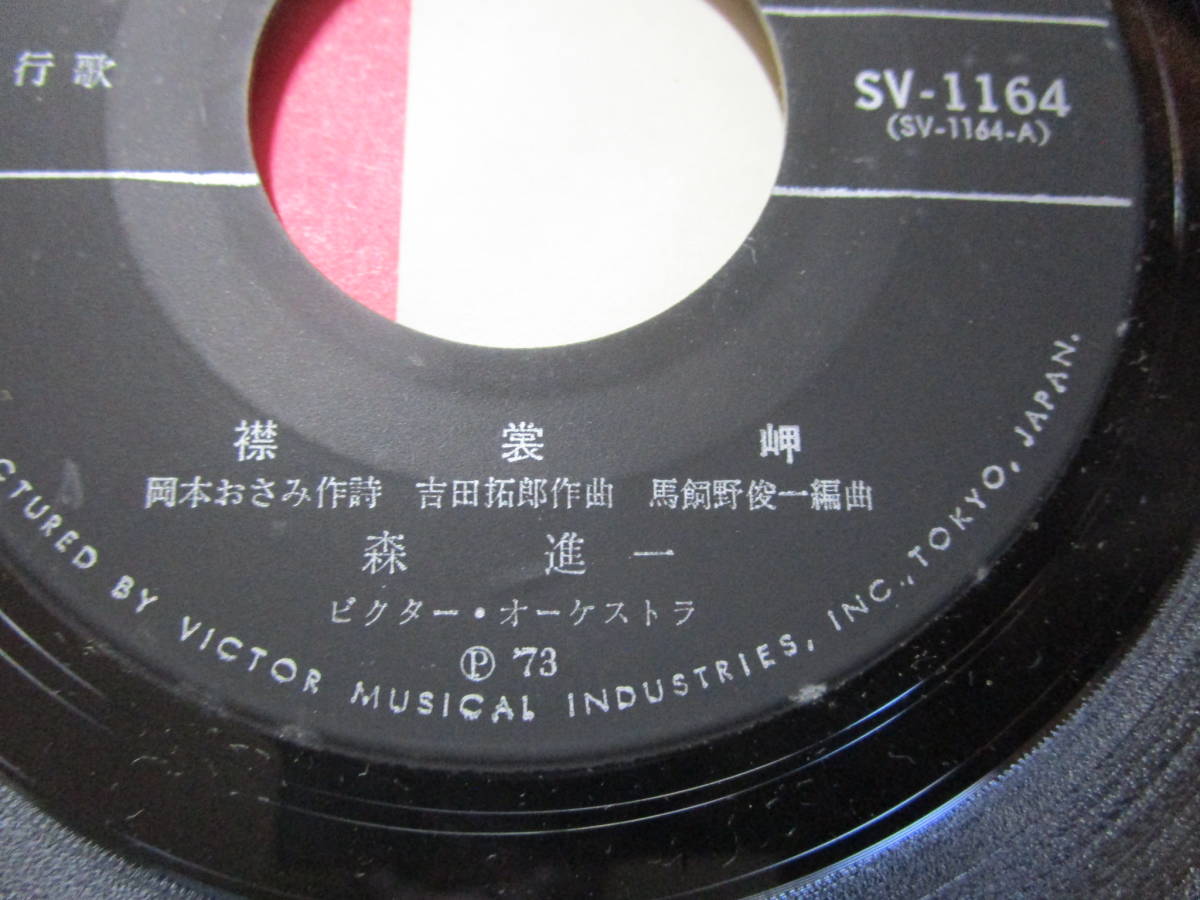 行歌
SV-1164
(SV-1164-A)
襟裳岬
岡本おさみ作詩 吉田拓郎作曲 馬飼野俊一編曲
森進一
ビクター・オーケストラ
Ⓟ '73
CTURED BY VICTOR MUSICAL INDUSTRIES, INC., TOKYO, JAPAN.